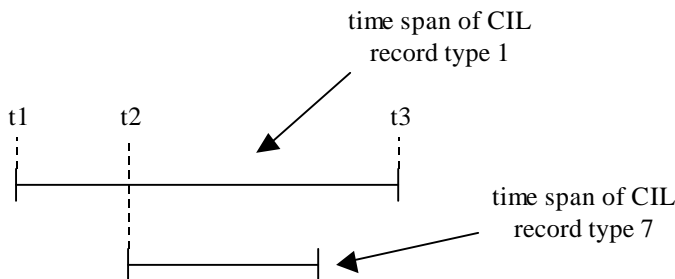 time span of CIL
record type 1
t1
t2
t3
time span of CIL
record type 7